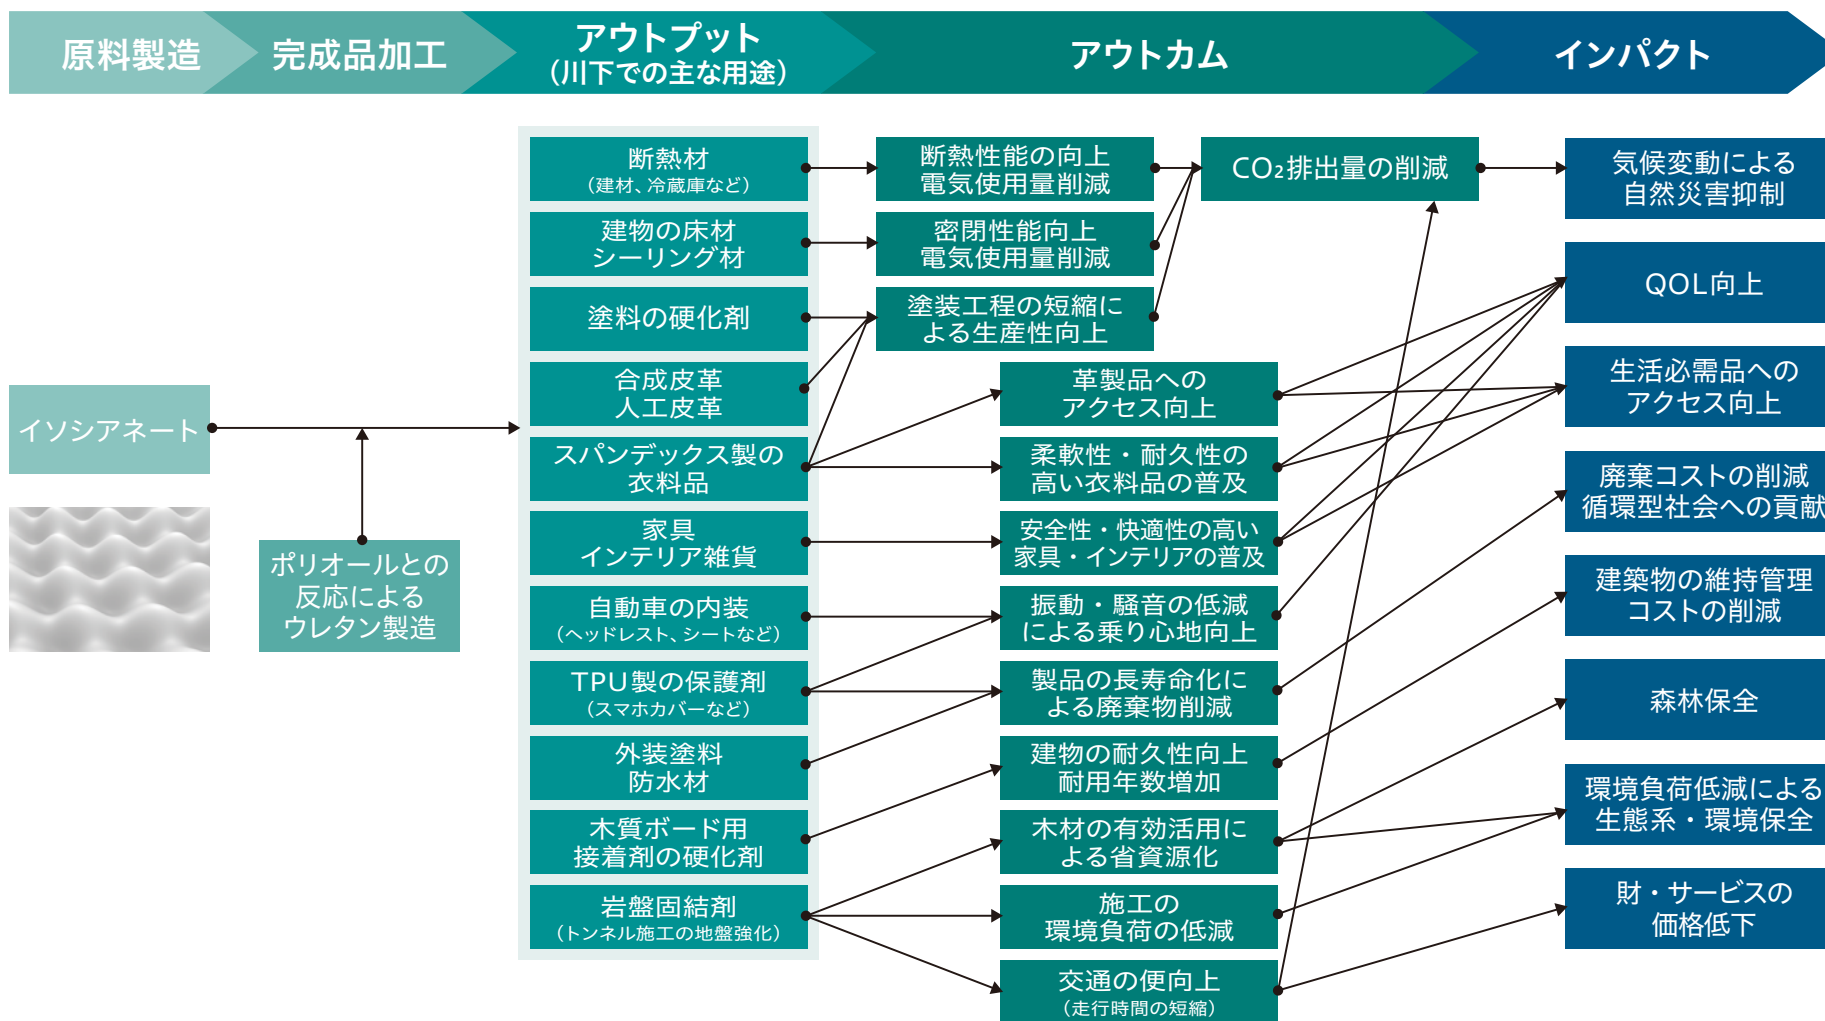 原料製造
完成品加工
アウトプット
（川下での主な用途）
アウトカム
インパクト
イソシアネート
ポリオールとの
反応による
ウレタン製造
断熱材
（建材、冷蔵庫など）
建物の床材
シーリング材
塗料の硬化剤
合成皮革
人工皮革
スパンデックス製の
衣料品
家具
インテリア雑貨
自動車の内装
（ヘッドレスト、シートなど）
TPU製の保護剤
（スマホカバーなど）
外装塗料
防水材
木質ボード用
接着剤の硬化剤
岩盤固結剤
（トンネル施工の地盤強化）
断熱性能の向上
電気使用量削減
密閉性能向上
電気使用量削減
塗装工程の短縮に
よる生産性向上
CO₂排出量の削減
革製品への
アクセス向上
柔軟性・耐久性の
高い衣料品の普及
安全性・快適性の高い
家具・インテリアの普及
振動・騒音の低減
による乗り心地向上
製品の長寿命化に
よる廃棄物削減
建物の耐久性向上
耐用年数増加
木材の有効活用に
よる省資源化
施工の
環境負荷の低減
交通の便向上
（走行時間の短縮）
気候変動による
自然災害抑制
QOL向上
生活必需品への
アクセス向上
廃棄コストの削減
循環型社会への貢献
建築物の維持管理
コストの削減
森林保全
環境負荷低減による
生態系・環境保全
財・サービスの
価格低下